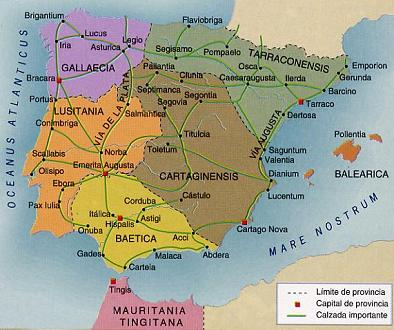 Brigantium
Flaviobriga
Lucus
Legio
Iria
Asturica
Segisamo
Pompaelo
TARRACONENSIS
GALLAECIA
Pallantia
Clunia
Osca
Emporion
Bracara
Caesaraugusta
Ilerda
Gerunda
Septimanca
Segontia
Barcino
Portus
Segovia
Tarraco
LUSITANIA
Salmantica
VIA DE LA PLATA
Dertosa
Conimbriga
Titulcia
VIA AUGUSTA
Pollentia
Scallabis
Norba
Toletum
Saguntum
Valentia
Olisipo
Emerita Augusta
CARTAGINENSIS
Dianium
BALEARICA
Ebora
Lucentum
Pax Iulia
Corduba
Cástulo
Itálica
Hispalis
Astigi
Cartago Nova
Onuba
BAETICA
Acci
Gades
Malaca
Abdera
Carteia
Tingis
MAURITANIA
TINGITANA
OCEANUS ATLANTICUS
MARE NOSTRUM
Límite de provincia
Capital de provincia
Calzada importante